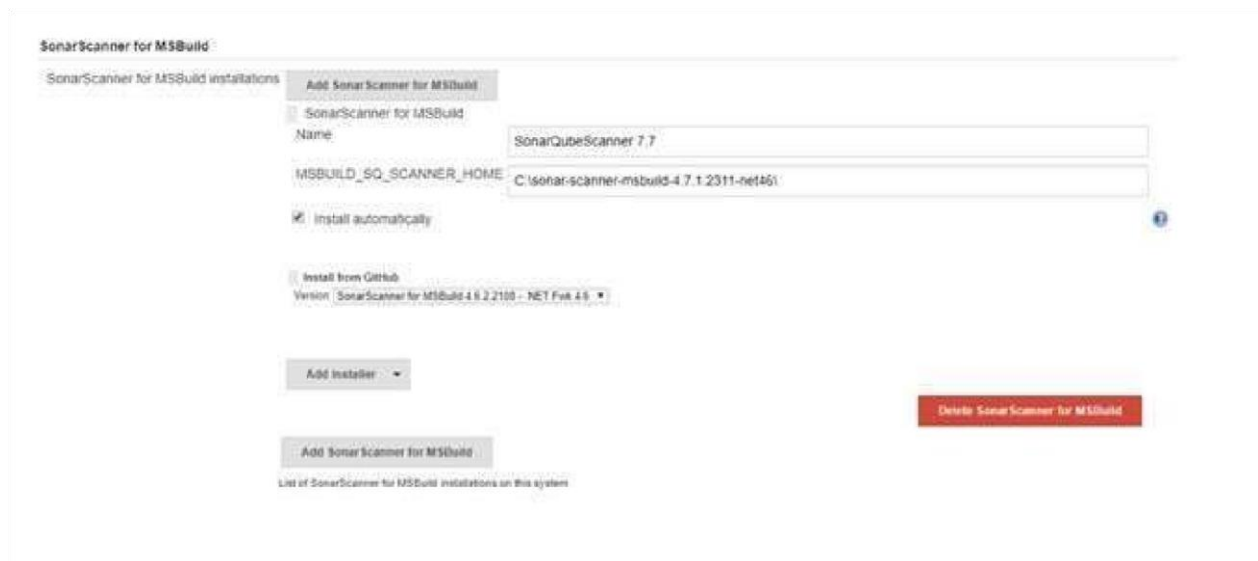 SonarScanner for MSBuild
SonarScanner for MSBuild installations
Add SonarScanner for MSBuild
SonarScanner for MSBuild
Name
SonarQubeScanner 7.7
MSBUILD_SQ_SCANNER_HOME
C:\sonar-scanner-msbuild-4.7.1.2311-net46\
Install automatically
Install from GitHub
Version SonarScanner for MSBuild 4.6.2.2108 - .NET Fwk 4.6
Add Installer
Delete SonarScanner for MSBuild
Add SonarScanner for MSBuild
List of SonarScanner for MSBuild installations on this system